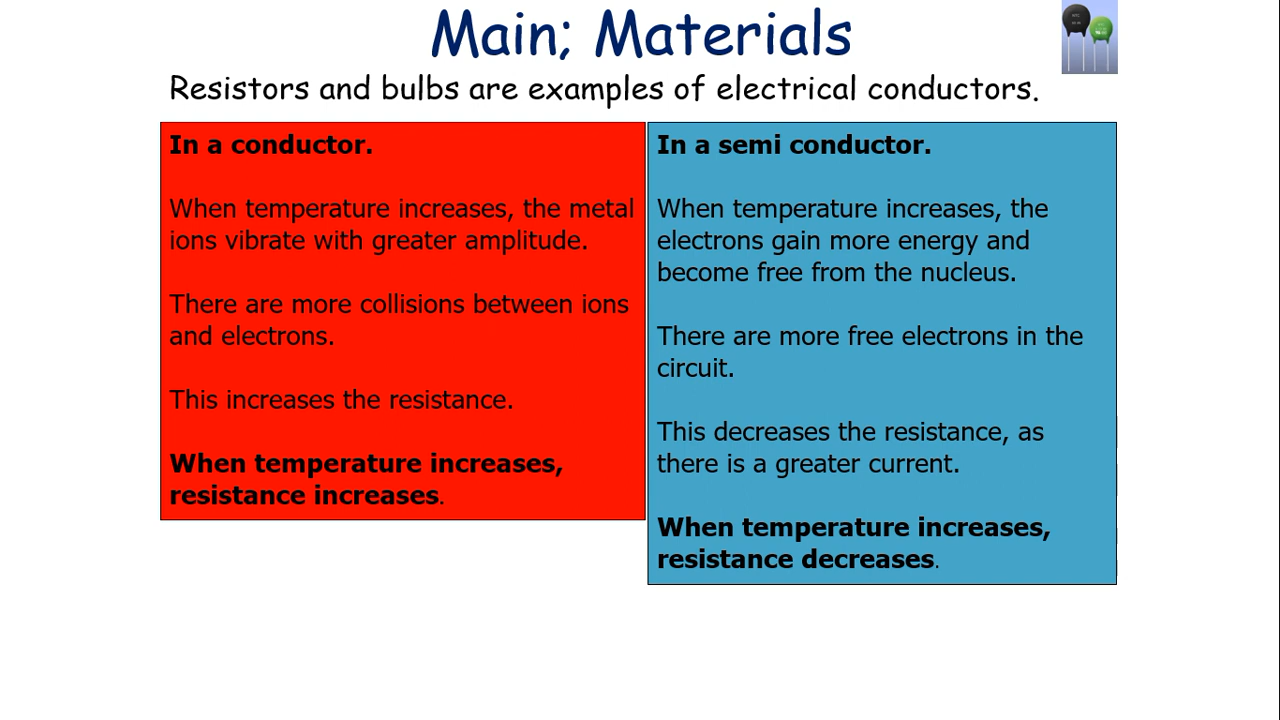 Main; Materials
Resistors and bulbs are examples of electrical conductors.
In a conductor.
When temperature increases, the metal
ions vibrate with greater amplitude.
There are more collisions between ions
and electrons.
This increases the resistance.
When temperature increases,
resistance increases.
In a semi conductor.
When temperature increases, the
electrons gain more energy and
become free from the nucleus.
There are more free electrons in the
circuit.
This decreases the resistance, as
there is a greater current.
When temperature increases,
resistance decreases.